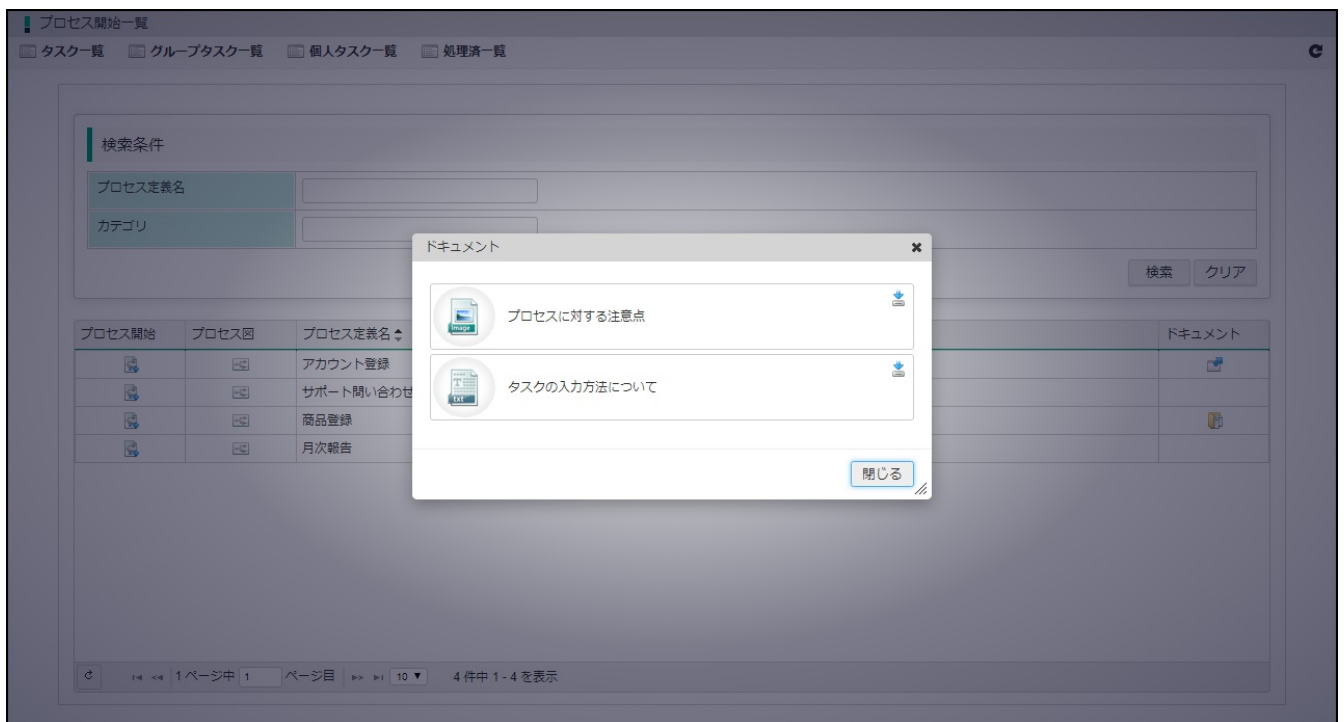 プロセス開始一覧
タスク一覧 グループタスク一覧 個人タスク一覧 処理済一覧
検索条件
プロセス定義名
カテゴリ
検索 クリア
ドキュメント
プロセスに対する注意点
image
タスクの入力方法について
txt
閉じる
プロセス開始 プロセス図 プロセス定義名 ドキュメント
アカウント登録
サポート問い合わせ
商品登録
月次報告
1 ページ中 1 ページ目 10 4 件中 1 - 4 を表示